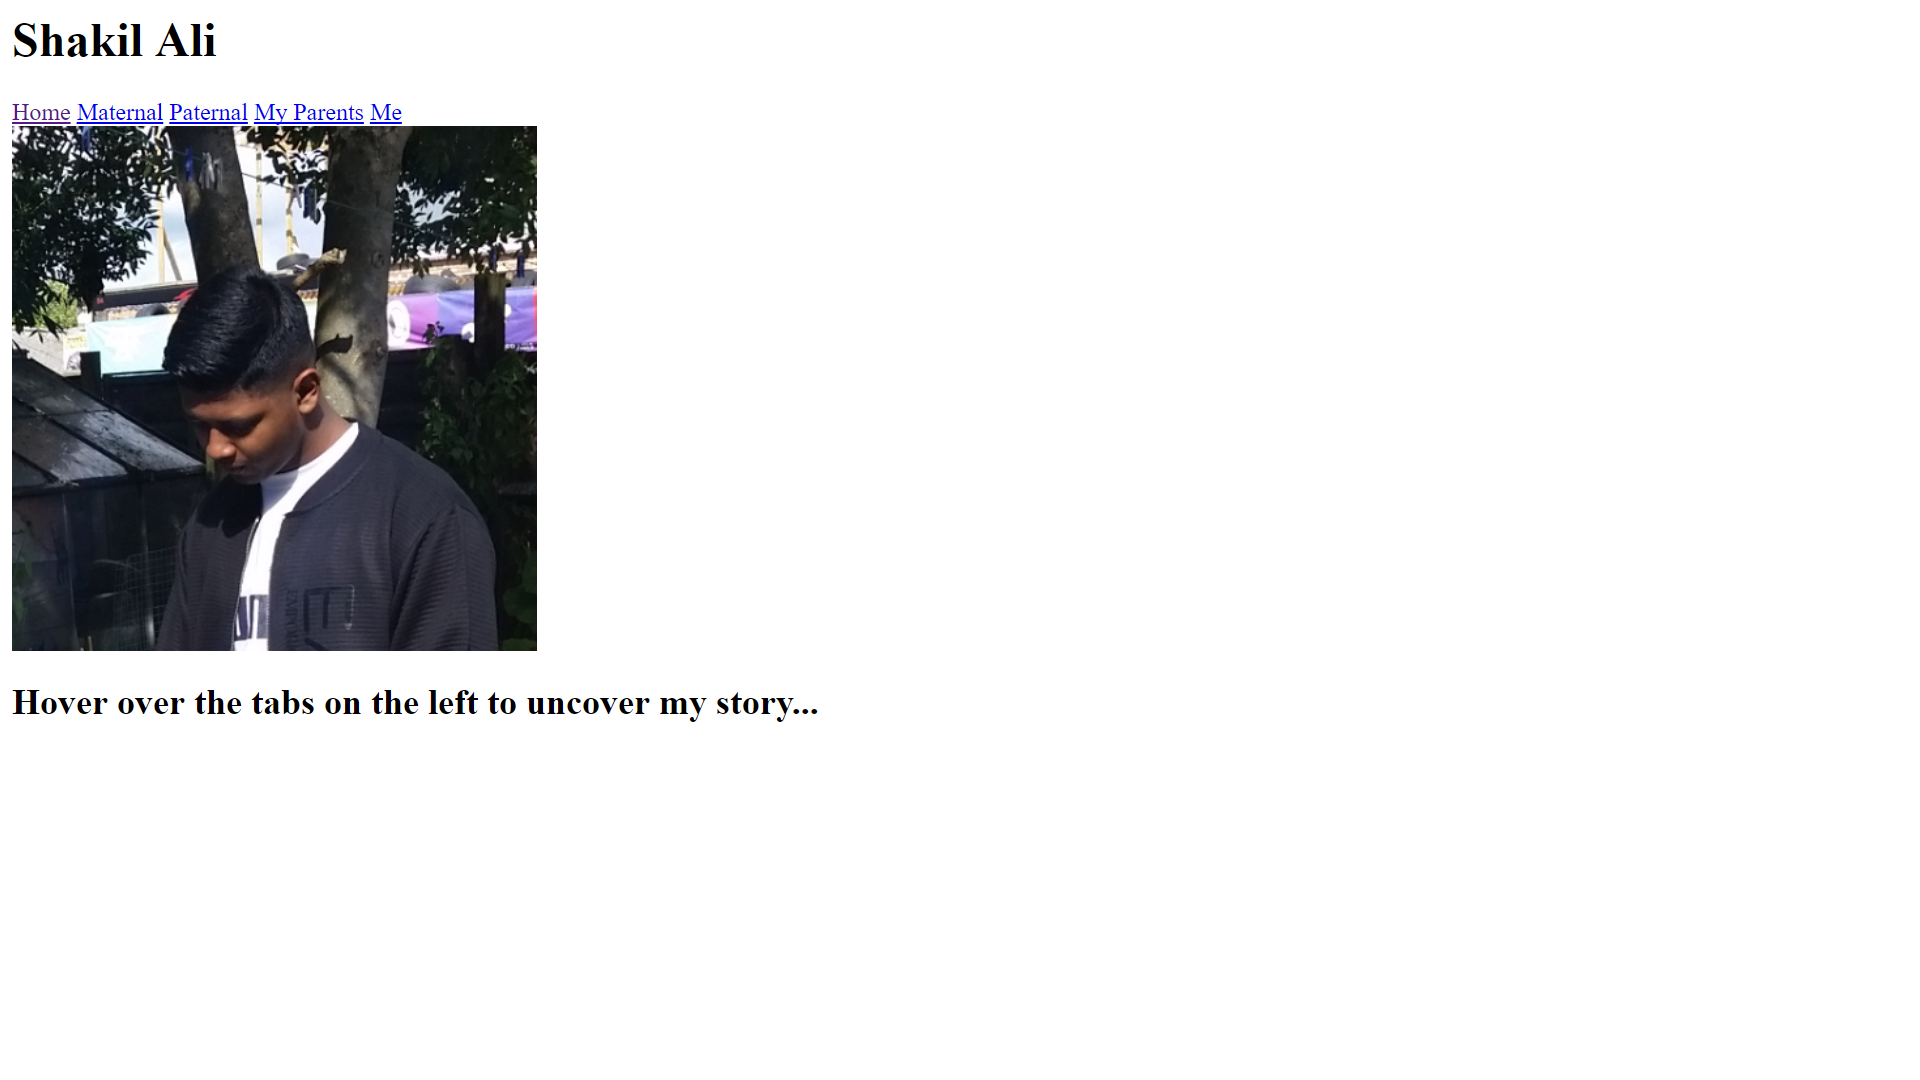 Shakil Ali
Home Maternal Paternal My Parents Me
Hover over the tabs on the left to uncover my story...